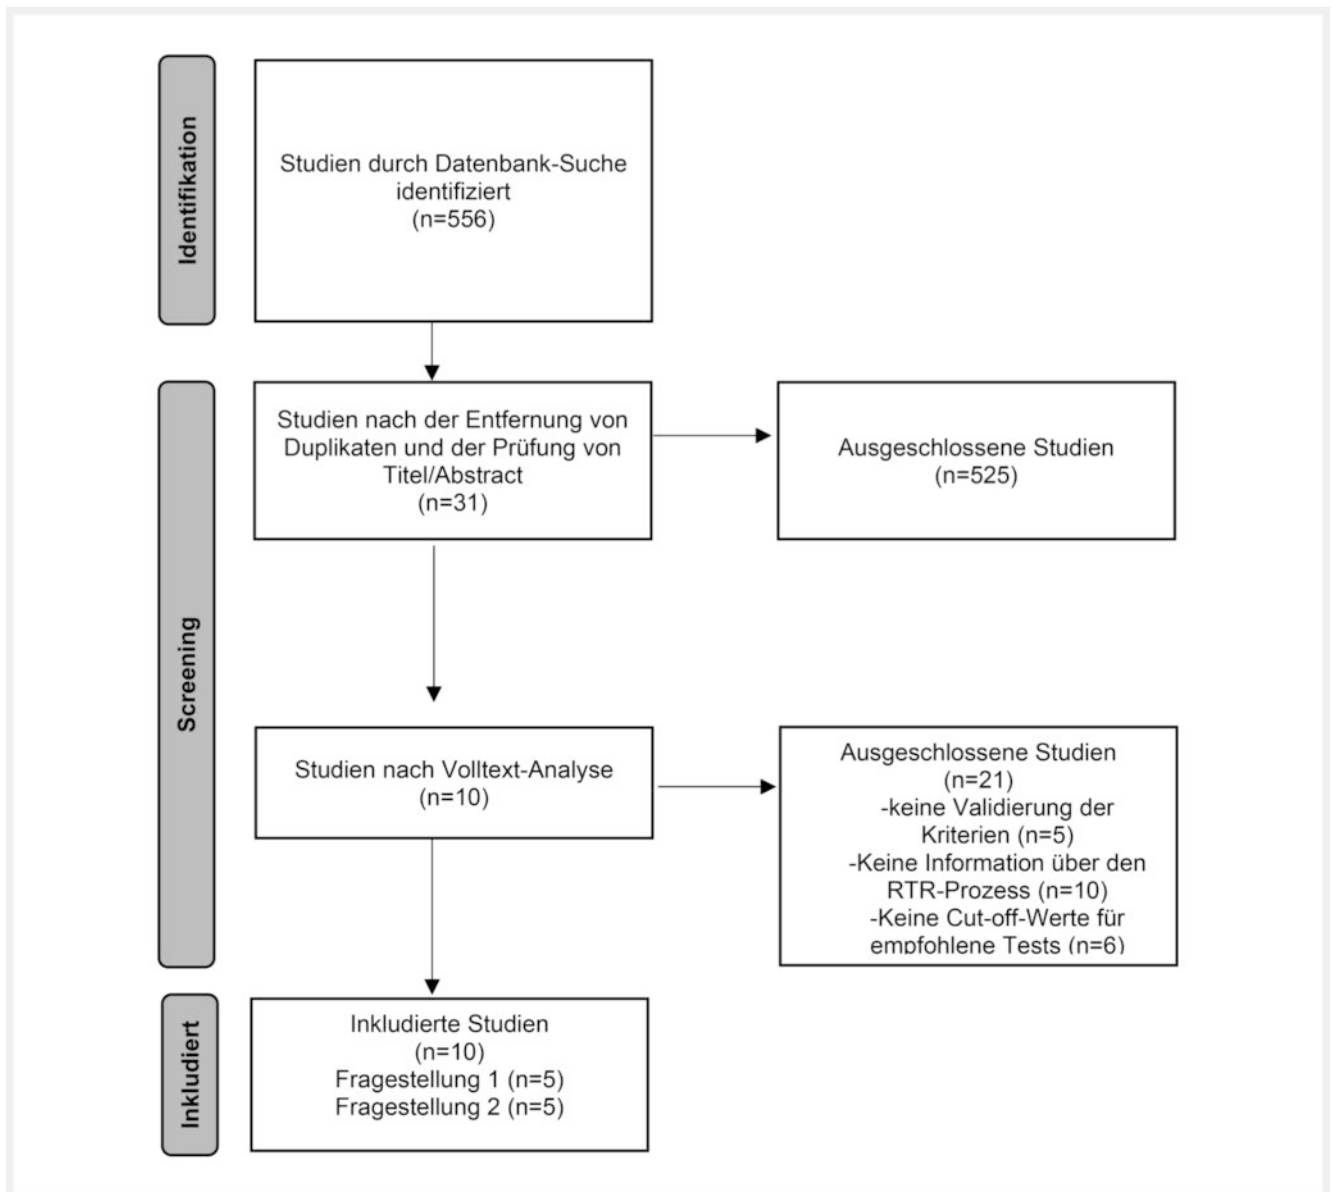 Identifikation
Studien durch Datenbank-Suche
identifiziert
(n=556)
Screening
Studien nach der Entfernung von
Duplikaten und der Prüfung von
Titel/Abstract
(n=31)
Ausgeschlossene Studien
(n=525)
Studien nach Volltext-Analyse
(n=10)
Ausgeschlossene Studien
(n=21)
-keine Validierung der
Kriterien (n=5)
-Keine Information über den
RTR-Prozess (n=10)
-Keine Cut-off-Werte für
empfohlene Tests (n=6)
Inkludiert
Inkludierte Studien
(n=10)
Fragestellung 1 (n=5)
Fragestellung 2 (n=5)